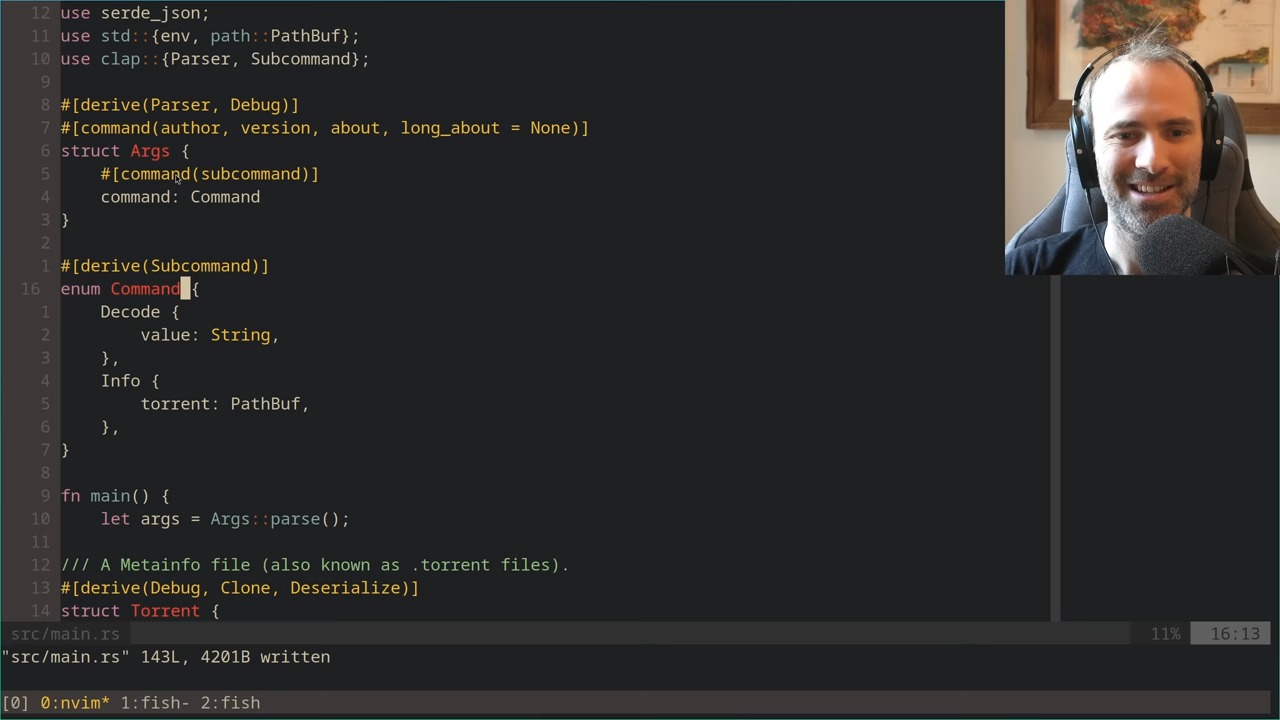 12 use serde_json;
11 use std::{env, path::PathBuf};
10 use clap::{Parser, Subcommand};
9
8 #[derive(Parser, Debug)]
7 #[command(author, version, about, long_about = None)]
6 struct Args {
5     #[command(subcommand)]
4     command: Command
3 }
2
1 #[derive(Subcommand)]
16 enum Command {
1     Decode {
2         value: String,
3     },
4     Info {
5         torrent: PathBuf,
6     },
7 }
8
9 fn main() {
10     let args = Args::parse();
11
12 /// A Metainfo file (also known as .torrent files).
13 #[derive(Debug, Clone, Deserialize)]
14 struct Torrent {
src/main.rs 11% 16:13
"src/main.rs" 143L, 4201B written
[0] 0:nvim* 1:fish- 2:fish